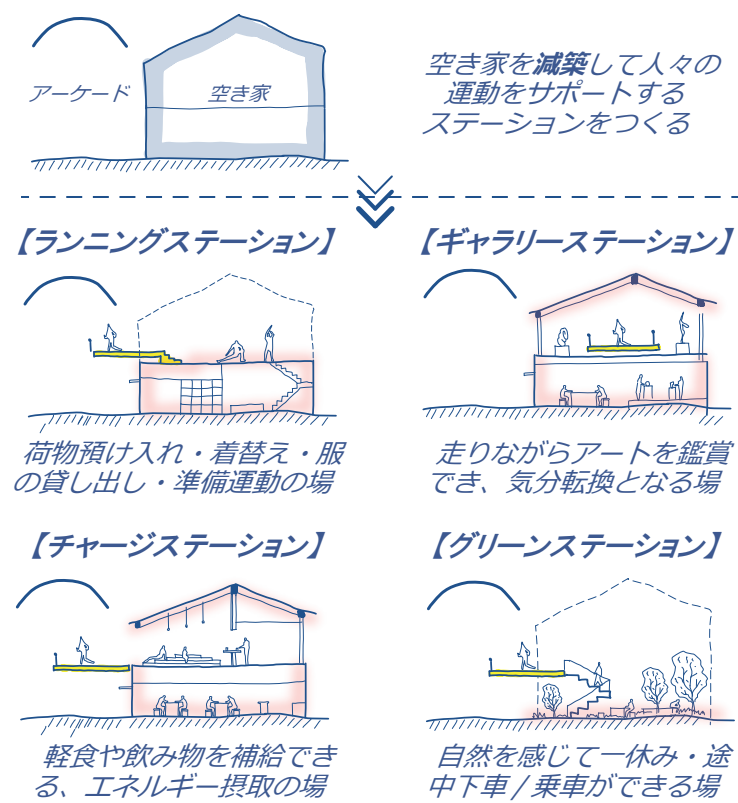 アーケード
空き家
空き家を減築して人々の
運動をサポートする
ステーションをつくる
【ランニングステーション】
荷物預け入れ・着替え・服
の貸し出し・準備運動の場
【ギャラリーステーション】
走りながらアートを鑑賞
でき、気分転換となる場
【チャージステーション】
軽食や飲み物を補給でき
る、エネルギー摂取の場
【グリーンステーション】
自然を感じて一休み・途
中下車 / 乗車ができる場